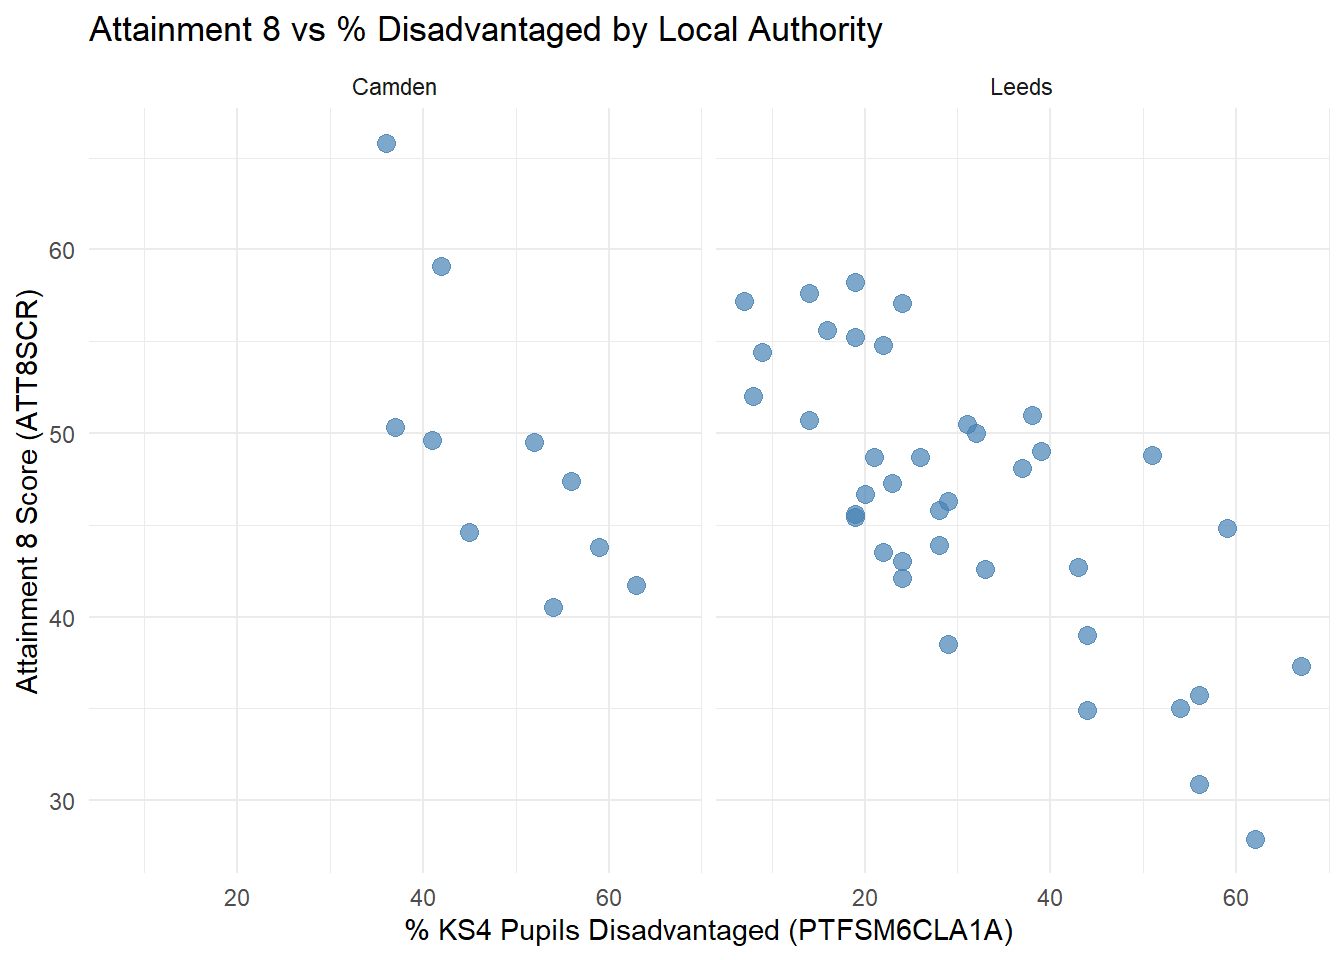 Attainment 8 vs % Disadvantaged by Local Authority
Camden
Leeds
Attainment 8 Score (ATT8SCR)
60
50
40
30
20 40 60
20 40 60
% KS4 Pupils Disadvantaged (PTFSM6CLA1A)